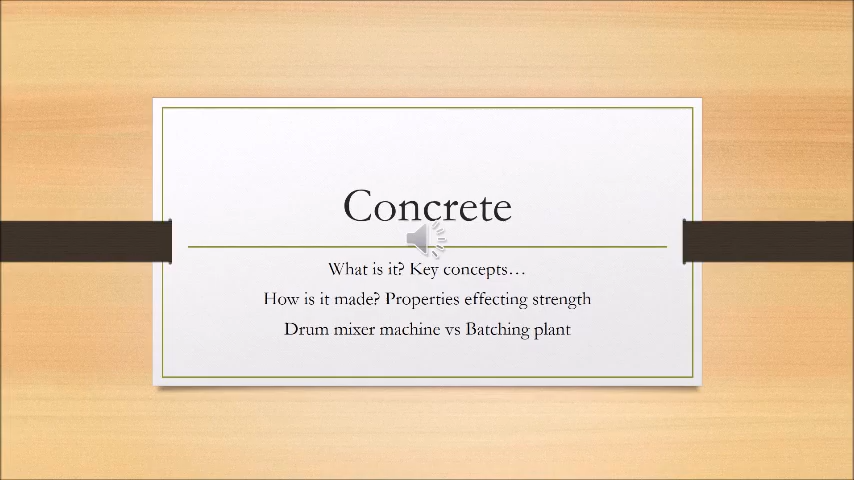 Concrete
What is it? Key concepts…
How is it made? Properties effecting strength
Drum mixer machine vs Batching plant